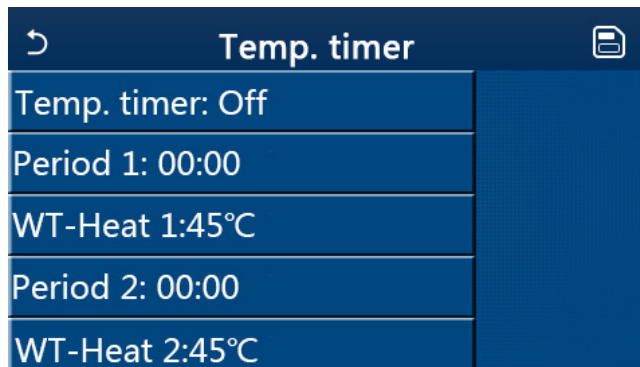 Temp. timer
Temp. timer: Off
Period 1: 00:00
WT-Heat 1:45℃
Period 2: 00:00
WT-Heat 2:45℃